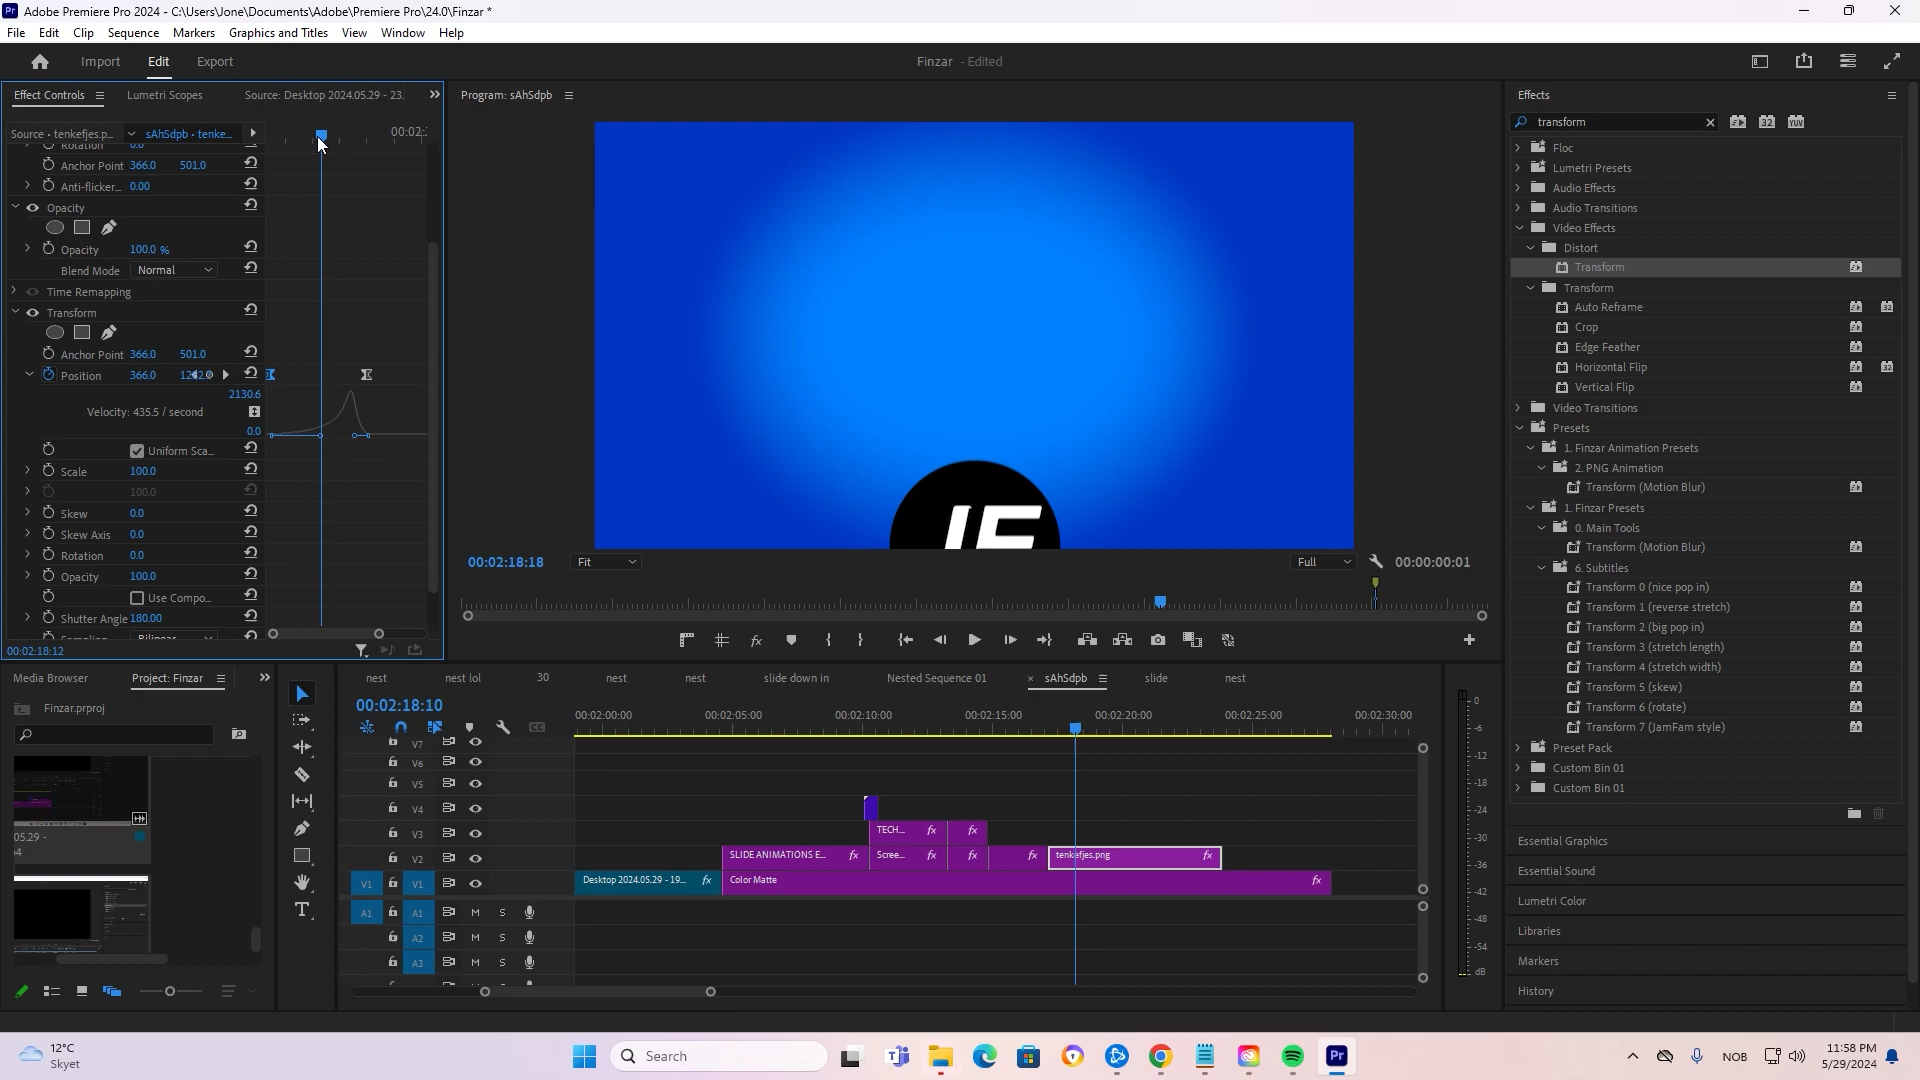 Adobe Premiere Pro 2024 - C:\Users\Jone\Documents\Adobe\Premiere Pro\24.0\Finzar *
File Edit Clip Sequence Markers Graphics and Titles View Window Help
Import Edit Export
Finzar - Edited
Effect Controls
Lumetri Scopes
Source: Desktop 2024.05.29 - 23.
Source • tenkefjes.p...
sAhSdpb • tenke...
Rotation 0.0
Anchor Point 366.0 501.0
Anti-flicker... 0.00
Opacity
Opacity 100.0 %
Blend Mode Normal
Time Remapping
Transform
Anchor Point 366.0 501.0
Position 366.0
2130.6
Velocity: 435.5 / second
0.0
Uniform Sca...
Scale 100.0
100.0
Skew 0.0
Skew Axis 0.0
Rotation 0.0
Opacity 100.0
Use Compo...
Shutter Angle 180.00
Sampling Bilinear
00:02:18:12
Program: sAhSdpb
00:02:18:18
Fit
Full
00:00:00:01
Effects
transform
Floc
Lumetri Presets
Audio Effects
Audio Transitions
Video Effects
Distort
Transform
Transform
Auto Reframe
Crop
Edge Feather
Horizontal Flip
Vertical Flip
Video Transitions
Presets
1. Finzar Animation Presets
2. PNG Animation
Transform (Motion Blur)
1. Finzar Presets
0. Main Tools
Transform (Motion Blur)
6. Subtitles
Transform 0 (nice pop in)
Transform 1 (reverse stretch)
Transform 2 (big pop in)
Transform 3 (stretch length)
Transform 4 (stretch width)
Transform 5 (skew)
Transform 6 (rotate)
Transform 7 (JamFam style)
Preset Pack
Custom Bin 01
Custom Bin 01
Essential Graphics
Essential Sound
Lumetri Color
Libraries
Markers
History
Media Browser
Project: Finzar
Finzar.prproj
05.29 -
nest nest lol 30 nest nest slide down in Nested Sequence 01 sAhSdpb slide nest
00:02:18:10
00:02:00:00 00:02:05:00 00:02:10:00 00:02:15:00 00:02:20:00 00:02:25:00 00:02:30:00
V7
V6
V5
V4
V3 TECH... fx fx
V2 SLIDE ANIMATIONS E... fx Scree... fx fx fx tenkefjes.png fx
V1 V1 Desktop 2024.05.29 - 19... fx Color Matte fx
A1 A1 M S
A2 M S
A3 M S
0
-6
-12
-18
-24
-30
-36
-42
-48
-54
dB
12°C
Skyet
Search
NOB
11:58 PM
5/29/2024